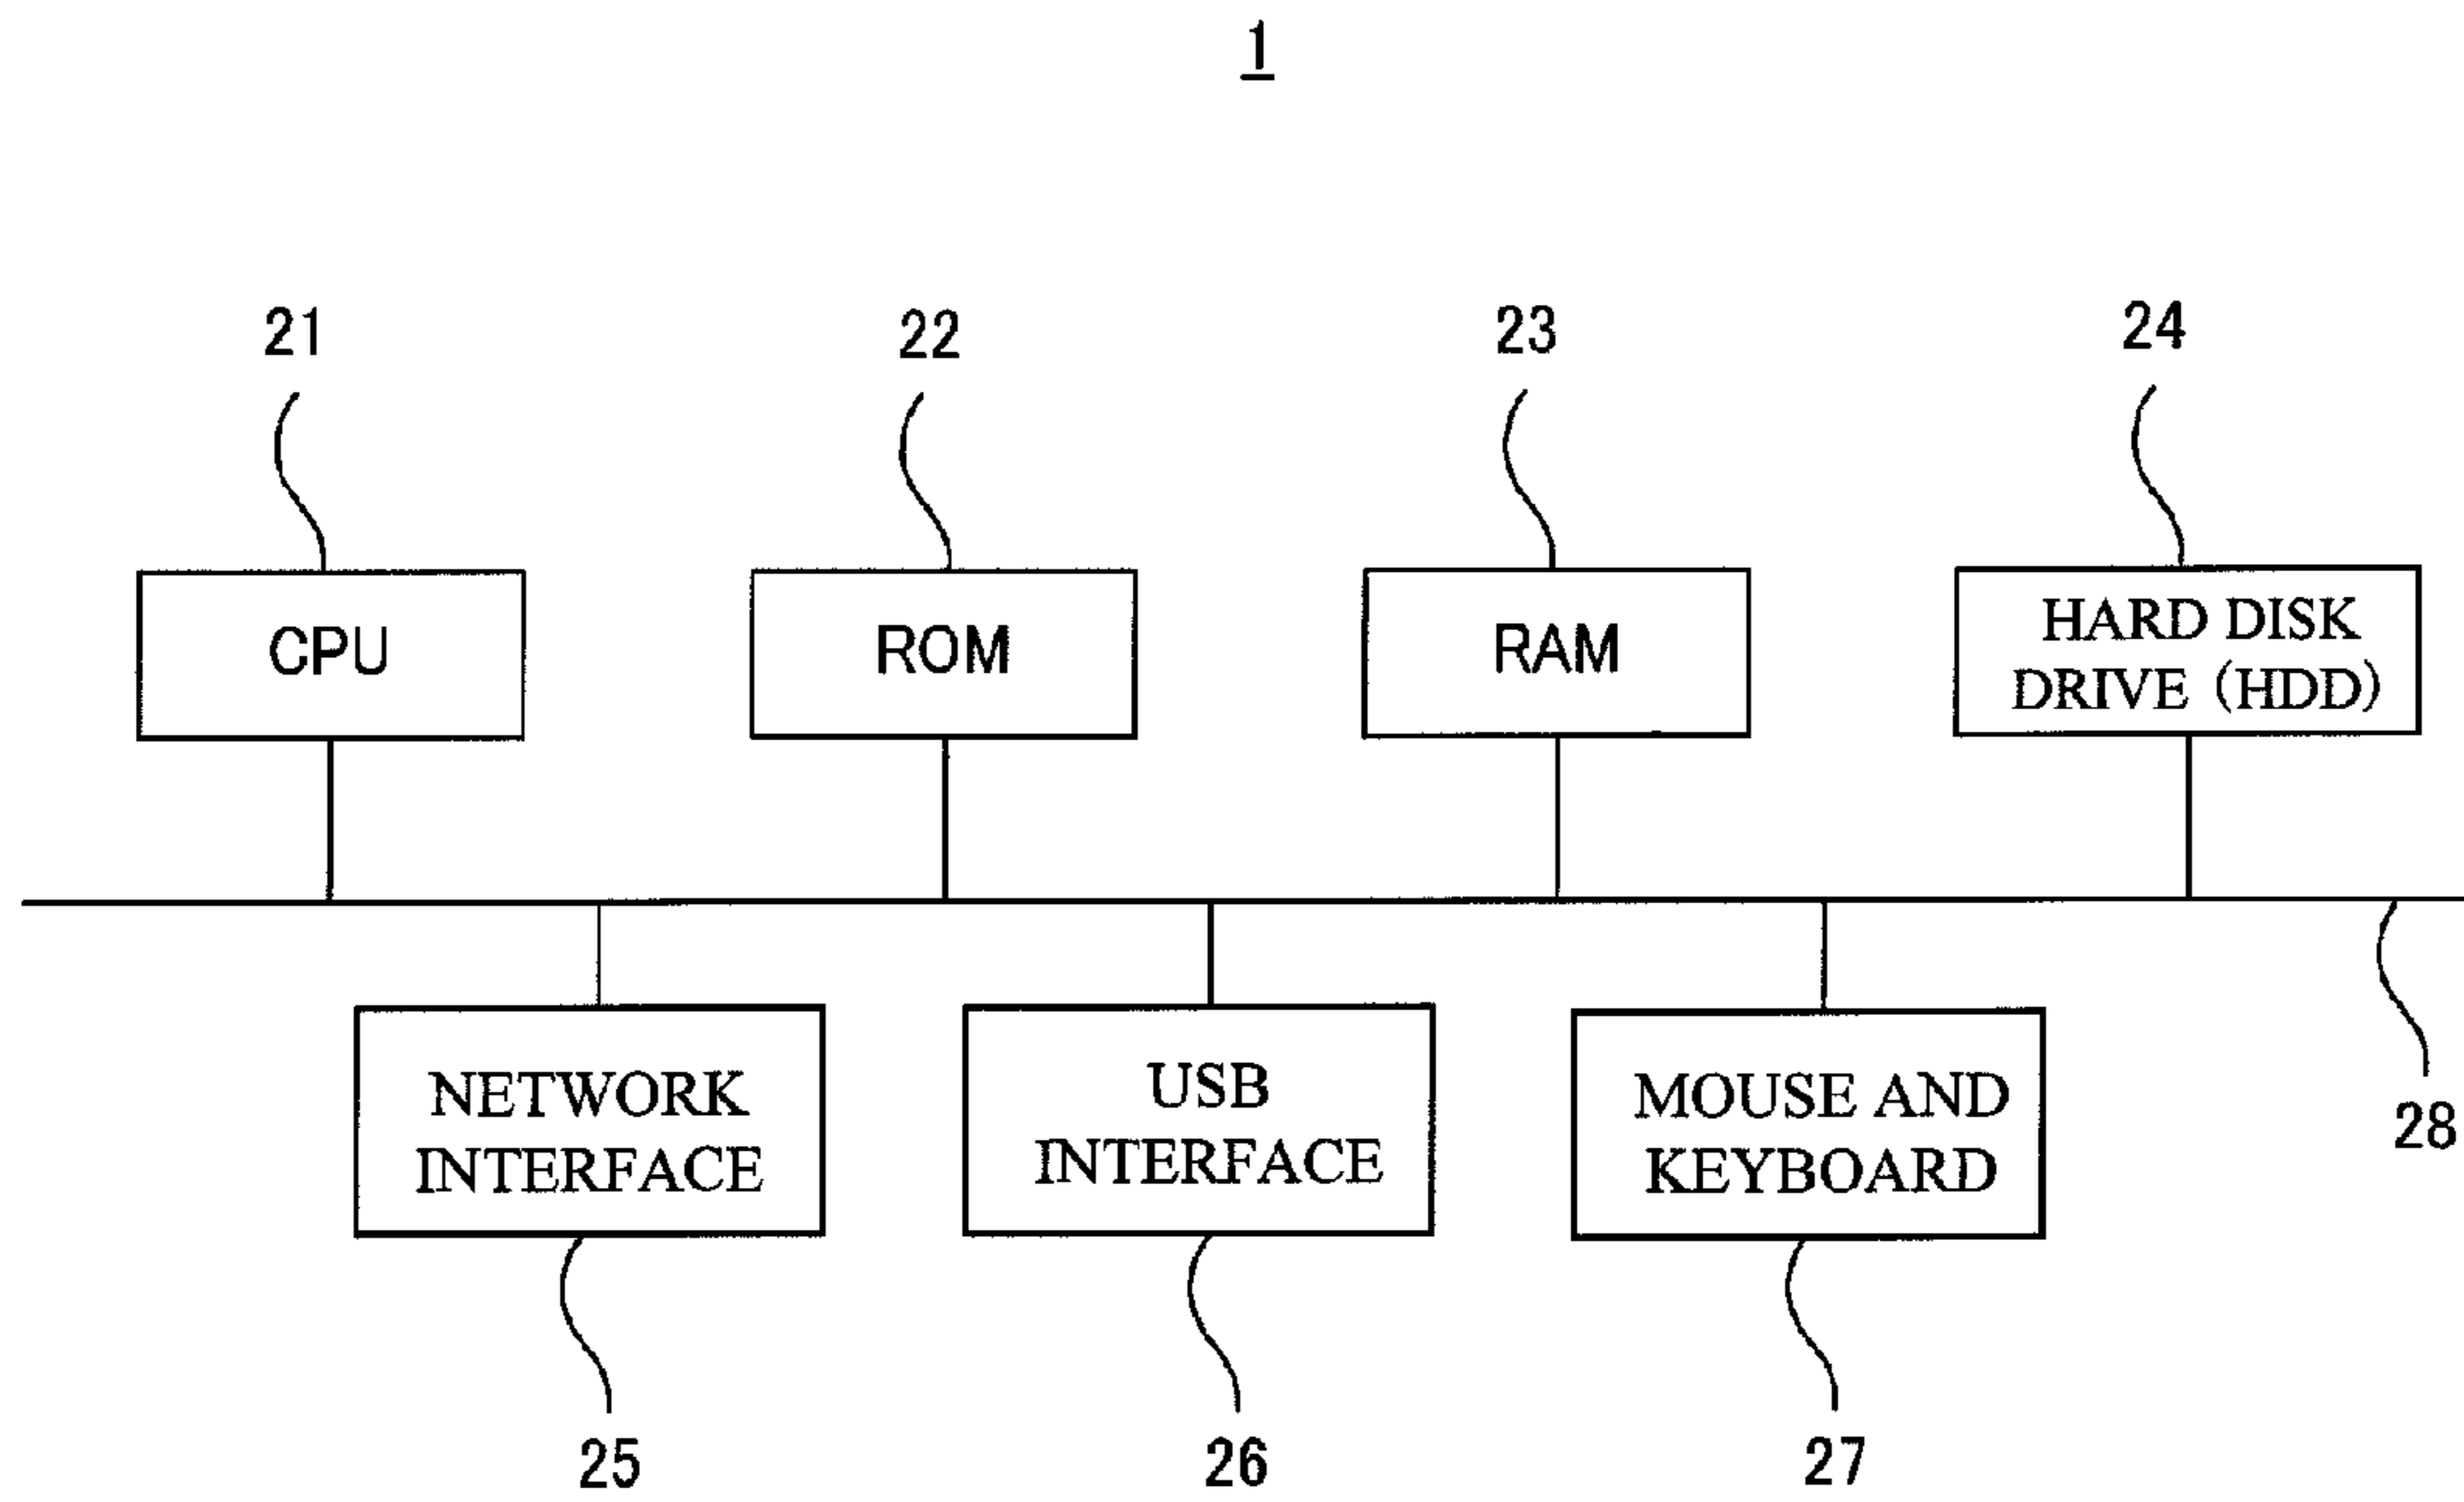 1
21
22
23
24
CPU
ROM
RAM
HARD DISK
DRIVE (HDD)
NETWORK
INTERFACE
USB
INTERFACE
MOUSE AND
KEYBOARD
28
25
26
27